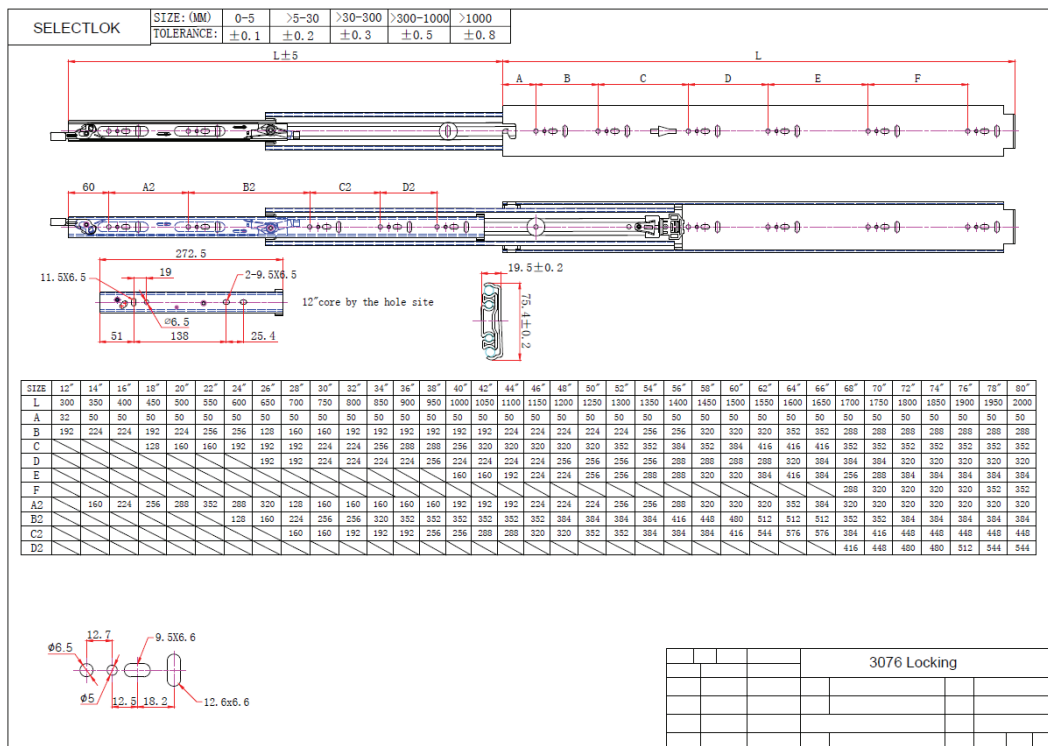 SELECTLOK
SIZE:(MM) 0-5 >5-30 >30-300 >300-1000 >1000
TOLERANCE: ±0.1 ±0.2 ±0.3 ±0.5 ±0.8
L±5 L
A B C D E F
60 A2 B2 C2 D2
272.5
11.5X6.5 19 2-9.5X6.5
12″core by the hole site
⌀6.5
51 138 25.4
19.5±0.2
75.4±0.2
SIZE 12″ 14″ 16″ 18″ 20″ 22″ 24″ 26″ 28″ 30″ 32″ 34″ 36″ 38″ 40″ 42″ 44″ 46″ 48″ 50″ 52″ 54″ 56″ 58″ 60″ 62″ 64″ 66″ 68″ 70″ 72″ 74″ 76″ 78″ 80″
L 300 350 400 450 500 550 600 650 700 750 800 850 900 950 1000 1050 1100 1150 1200 1250 1300 1350 1400 1450 1500 1550 1600 1650 1700 1750 1800 1850 1900 1950 2000
A 32 50 50 50 50 50 50 50 50 50 50 50 50 50 50 50 50 50 50 50 50 50 50 50 50 50 50 50 50 50 50 50 50 50 50
B 192 224 224 192 224 256 256 128 160 160 192 192 192 192 192 192 192 224 224 224 224 256 256 320 320 320 352 352 288 288 288 288 288 288 288
C 128 160 160 192 192 192 224 224 256 288 288 256 320 320 320 320 320 352 352 384 352 384 416 416 416 352 352 352 352 352 352 352
D 192 192 224 224 224 224 256 224 224 224 224 256 256 256 256 288 288 288 288 320 384 384 384 320 320 320 320 320
E 160 160 192 224 224 256 256 288 288 320 320 384 416 384 256 288 384 384 384 384 384
F 288 320 320 320 320 352 352
A2 160 224 256 288 352 288 320 128 160 160 160 160 160 192 192 192 224 224 224 256 256 288 320 320 320 352 384 320 320 320 320 320 320 320
B2 128 160 224 256 256 320 352 352 352 352 352 352 384 384 384 384 416 448 480 512 512 512 352 352 384 384 384 384 384
C2 160 160 192 192 192 256 256 288 288 320 320 352 352 384 384 384 416 544 576 576 384 416 448 448 448 448 448
D2 416 448 480 480 512 544 544
12.7 9.5X6.6
ϕ6.5
ϕ5 12.5 18.2 12.6x6.6
3076 Locking